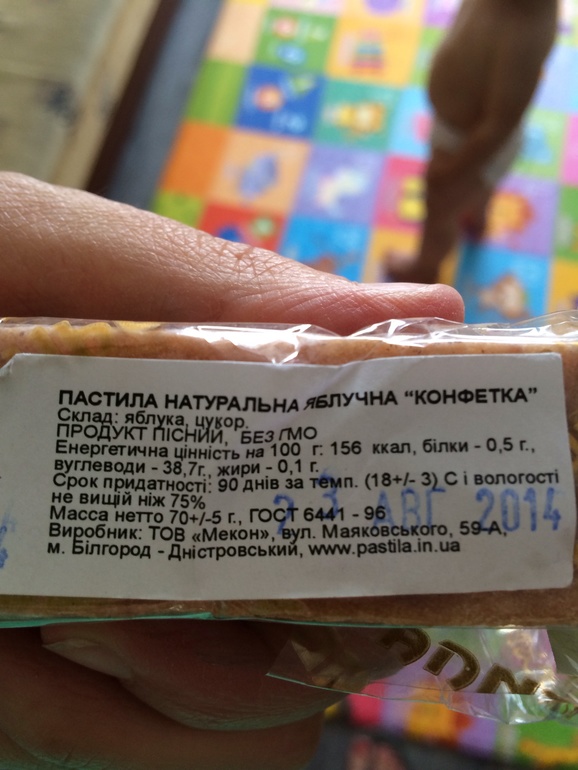 ПАСТИЛА НАТУРАЛЬНА ЯБЛУЧНА "КОНФЕТКА"
Склад: яблука, цукор.
ПРОДУКТ ПІСНИЙ, БЕЗ ГМО
Енергетична цінність на 100 г: 156 ккал, білки - 0,5 г.,
вуглеводи - 38,7г., жири - 0,1 г.
Срок придатності: 90 днів за темп. (18+/- 3) С і вологості
не вищій ніж 75%
Масса нетто 70+/-5 г., ГОСТ 6441 - 96
23 АВГ 2014
Виробник: ТОВ «Мекон», вул. Маяковського, 59-А,
м. Білгород - Дністровський, www.pastila.in.ua